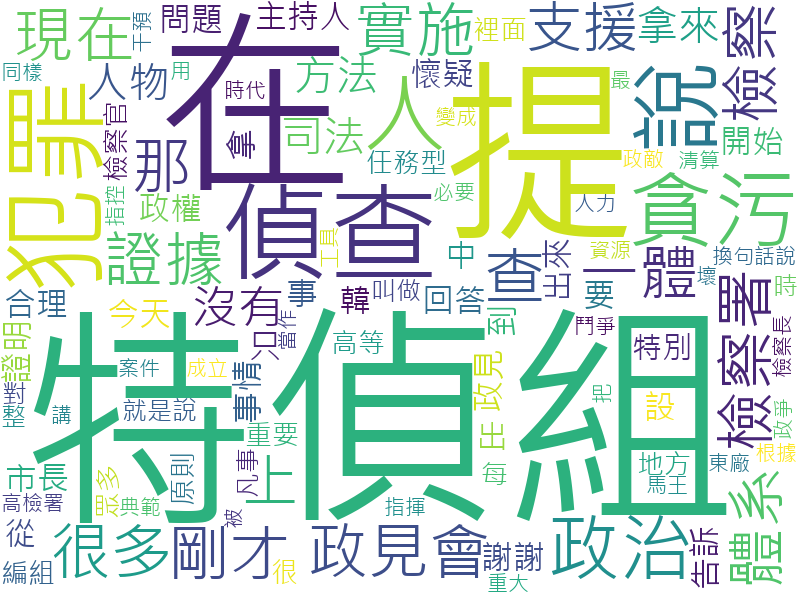 現在
干預
問題
主持人
實施
裡面
支援
拿來
檢察
同樣
人物
用
在
方法
懷疑
人
提
說
最
時代
檢察官
拿
司法
變成
犯罪
那
任務型
政敵
清算
開始
指控
政權
偵查
必要
人力
貪污
證據
工具
中
查
一體
資源
換句話說
出來
壞
時
合理
今天
沒有
事
韓
叫做
回答
要
檢察署
況
當作
到
鬥爭
特別
檢察長
證明
特偵組
高等
案件
成立
事情
政見
對
整
講
就是說
把
設
政爭
重要
庄
市長
眾多
原則
凡事
上
每
地方
根據
馬王
東廠
體系
高檢署
典範
被
指揮
從
很多
剛才
政見會
謝謝
政治
告訴
編組
很
重大